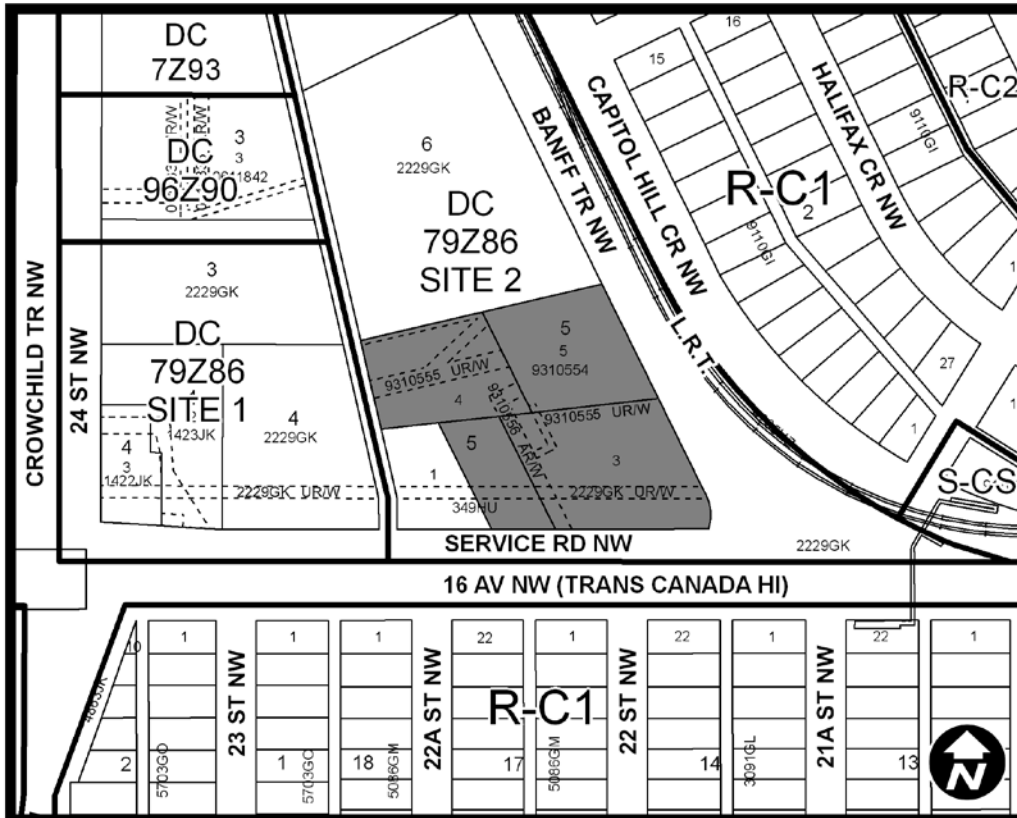 DC
7Z93
R/W
R/W
3
3
DC
96Z90
3
2229GK
24 ST NW
CROWCHILD TR NW
DC
79Z86
SITE 1
1423JK
4
3
1422JK
4
2229GK
2229GK UR/W
6
2229GK
DC
79Z86
SITE 2
5
5
9310554
9310555 UR/W
4
9310556 AR/W
9310555 UR/W
5
3
1
2229GK UR/W
349HU
BANFF TR NW
CAPITOL HILL CR NW
L.R.T.
15
16
HALIFAX CR NW
9110GI
R-C2
R-C1
2
9110GI
27
1
1
1
S-CS
SERVICE RD NW
2229GK
16 AV NW (TRANS CANADA HI)
10
1
1
1
22
1
22
1
22
1
23 ST NW
22A ST NW
R-C1
22 ST NW
21A ST NW
2
5703GO
1
5703GO
18
5086GM
17
5086GM
14
3091GL
13
N